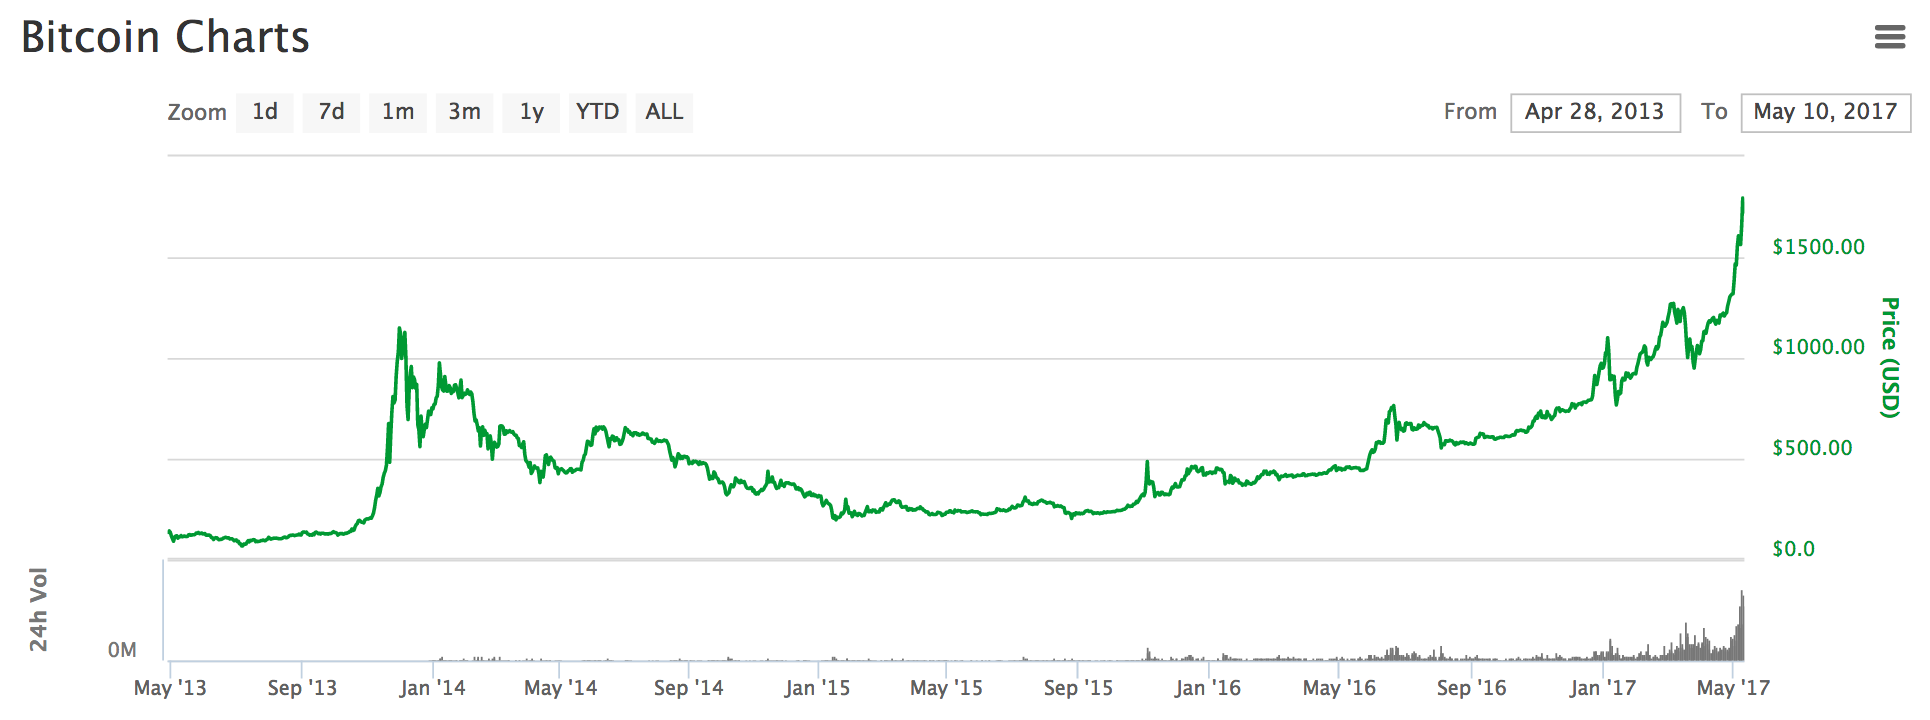 Bitcoin Charts
Zoom 1d 7d 1m 3m 1y YTD ALL From Apr 28, 2013 To May 10, 2017
$1500.00
$1000.00
$500.00
$0.0
Price (USD)
24h Vol
0M
May '13 Sep '13 Jan '14 May '14 Sep '14 Jan '15 May '15 Sep '15 Jan '16 May '16 Sep '16 Jan '17 May '17